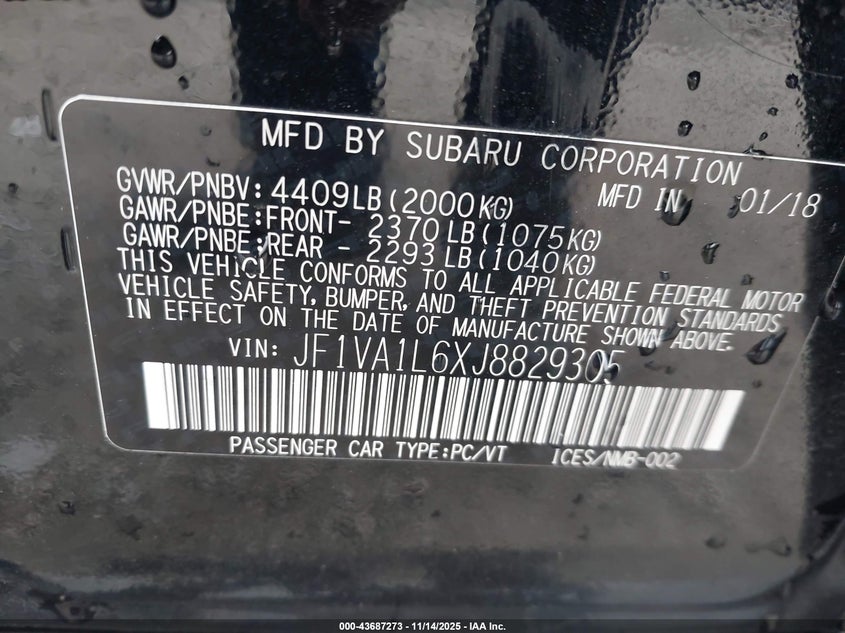 MFD BY SUBARU CORPORATION
GVWR/PNBV: 4409LB(2000KG) MFD IN 01/18
GAWR/PNBE:FRONT- 2370 LB(1075KG)
GAWR/PNBE:REAR - 2293 LB(1040KG)
THIS VEHICLE CONFORMS TO ALL APPLICABLE FEDERAL MOTOR
VEHICLE SAFETY, BUMPER, AND THEFT PREVENTION STANDARDS
IN EFFECT ON THE DATE OF MANUFACTURE SHOWN ABOVE.
VIN: JF1VA1L6XJ8829305
PASSENGER CAR TYPE:PC/VT ICES/NMB-002
000-43687273 - 11/14/2025 - IAA Inc.